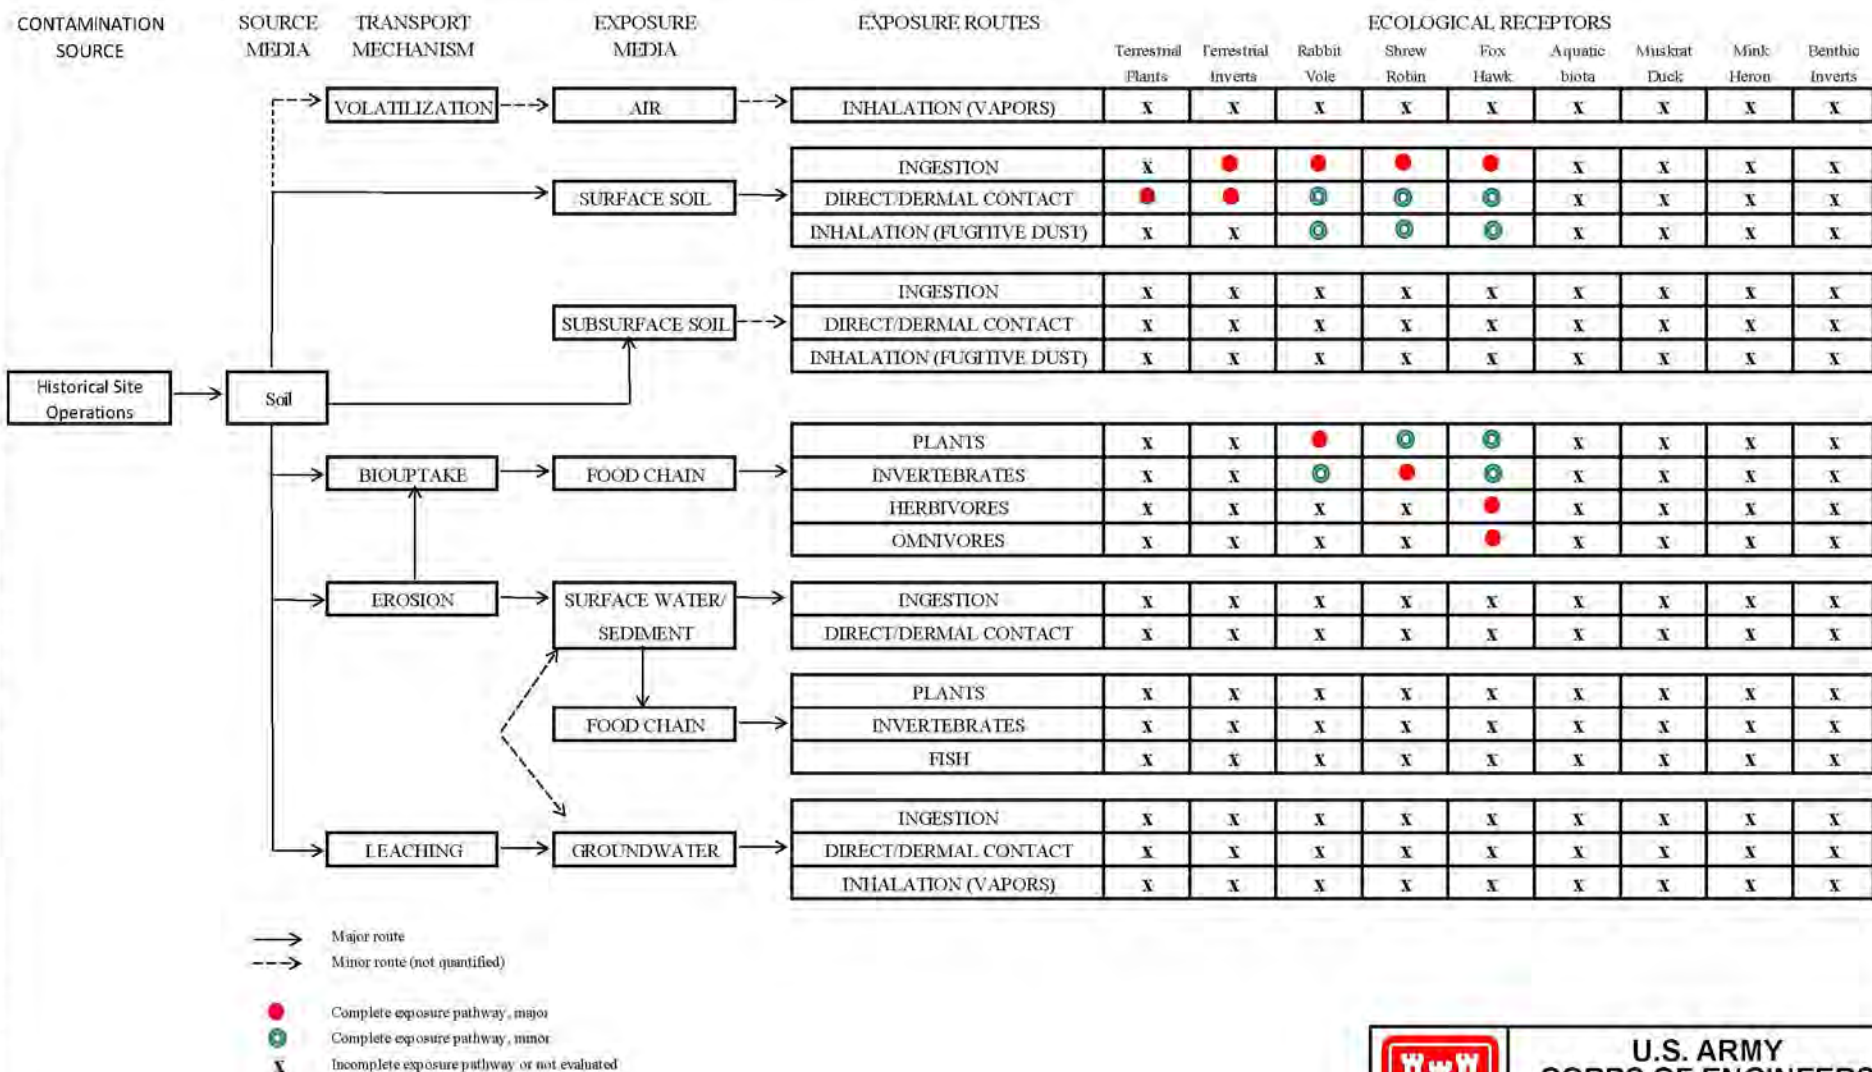 CONTAMINATION SOURCE
SOURCE MEDIA
TRANSPORT MECHANISM
EXPOSURE MEDIA
EXPOSURE ROUTES
ECOLOGICAL RECEPTORS
Terrestrial Plants
Terrestrial Inverts
Rabbit Vole
Shrew Robin
Fox Hawk
Aquatic biota
Muskrat Duck
Mink Heron
Benthic Inverts
VOLATILIZATION
AIR
INHALATION (VAPORS) x x x x x x x x x
INGESTION x x x x x
SURFACE SOIL
DIRECT/DERMAL CONTACT x x x x
INHALATION (FUGITIVE DUST) x x x x x x
INGESTION x x x x x x x x x
SUBSURFACE SOIL
DIRECT/DERMAL CONTACT x x x x x x x x x
INHALATION (FUGITIVE DUST) x x x x x x x x x
Historical Site
Operations
Soil
PLANTS x x x x x x
BIOUPTAKE
FOOD CHAIN
INVERTEBRATES x x x x x x
HERBIVORES x x x x x x x x
OMNIVORES x x x x x x x x
EROSION
SURFACE WATER/
SEDIMENT
INGESTION x x x x x x x x x
DIRECT/DERMAL CONTACT x x x x x x x x x
PLANTS x x x x x x x x x
FOOD CHAIN
INVERTEBRATES x x x x x x x x x
FISH x x x x x x x x x
INGESTION x x x x x x x x x
LEACHING
GROUNDWATER
DIRECT/DERMAL CONTACT x x x x x x x x x
INHALATION (VAPORS) x x x x x x x x x
Major route
Minor route (not quantified)
Complete exposure pathway, major
Complete exposure pathway, minor
x Incomplete exposure pathway or not evaluated
U.S. ARMY
CORPS OF ENGINEERS